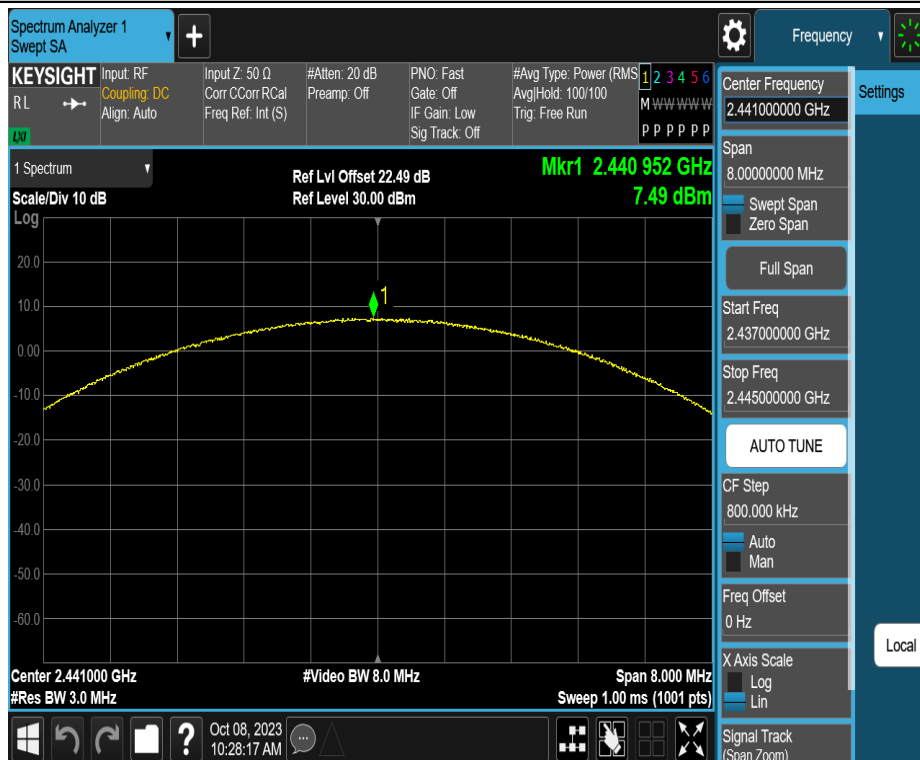 Spectrum Analyzer 1
Swept SA
+
Frequency
KEYSIGHT
RL
LXI
Input: RF
Coupling: DC
Align: Auto
Input Z: 50 Ω
Corr CCorr RCal
Freq Ref: Int (S)
#Atten: 20 dB
Preamp: Off
PNO: Fast
Gate: Off
IF Gain: Low
Sig Track: Off
#Avg Type: Power (RMS
Avg|Hold: 100/100
Trig: Free Run
1 2 3 4 5 6
M W W W W W
P P P P P P
Center Frequency
2.441000000 GHz
Settings
1 Spectrum
Scale/Div 10 dB
Log
Ref Lvl Offset 22.49 dB
Ref Level 30.00 dBm
Mkr1 2.440 952 GHz
7.49 dBm
1
20.0
10.0
0.00
-10.0
-20.0
-30.0
-40.0
-50.0
-60.0
Center 2.441000 GHz
#Res BW 3.0 MHz
#Video BW 8.0 MHz
Span 8.000 MHz
Sweep 1.00 ms (1001 pts)
Span
8.00000000 MHz
Swept Span
Zero Span
Full Span
Start Freq
2.437000000 GHz
Stop Freq
2.445000000 GHz
AUTO TUNE
CF Step
800.000 kHz
Auto
Man
Freq Offset
0 Hz
X Axis Scale
Log
Lin
Local
Signal Track
(Span Zoom)
?
Oct 08, 2023
10:28:17 AM